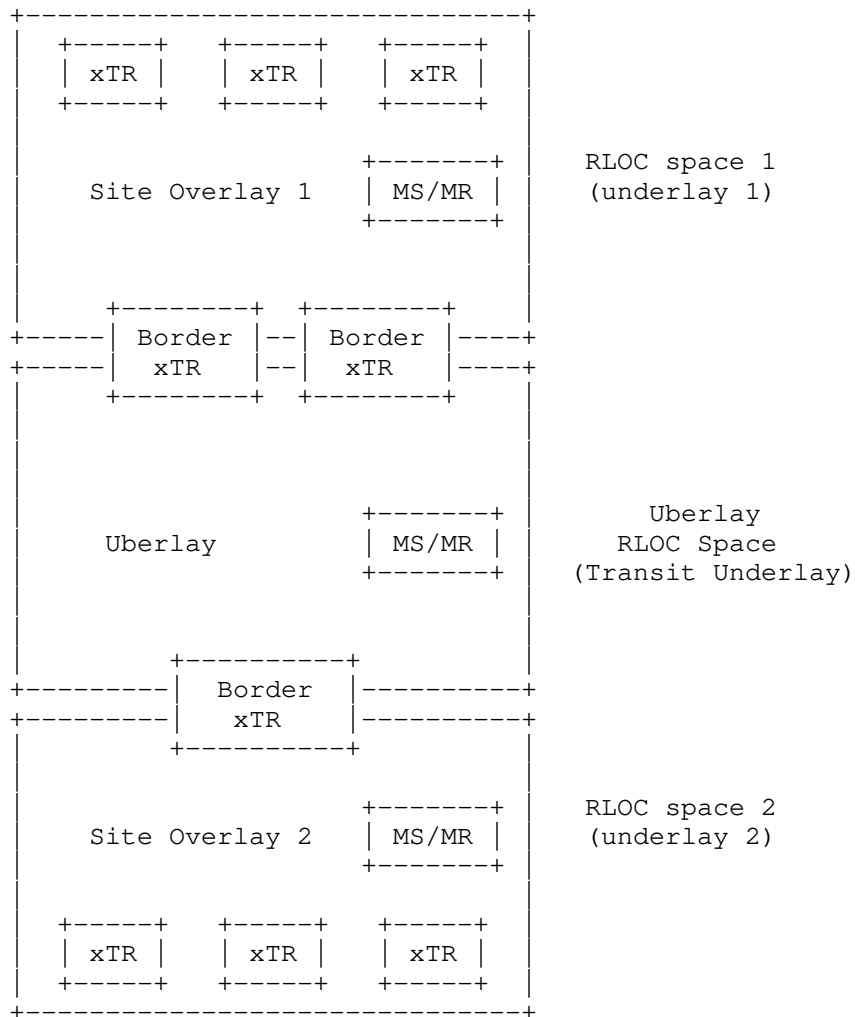 xTR xTR xTR
RLOC space 1
Site Overlay 1 MS/MR (underlay 1)
Border Border
xTR xTR
Uberlay
Uberlay MS/MR RLOC Space
(Transit Underlay)
Border
xTR
RLOC space 2
Site Overlay 2 MS/MR (underlay 2)
xTR xTR xTR